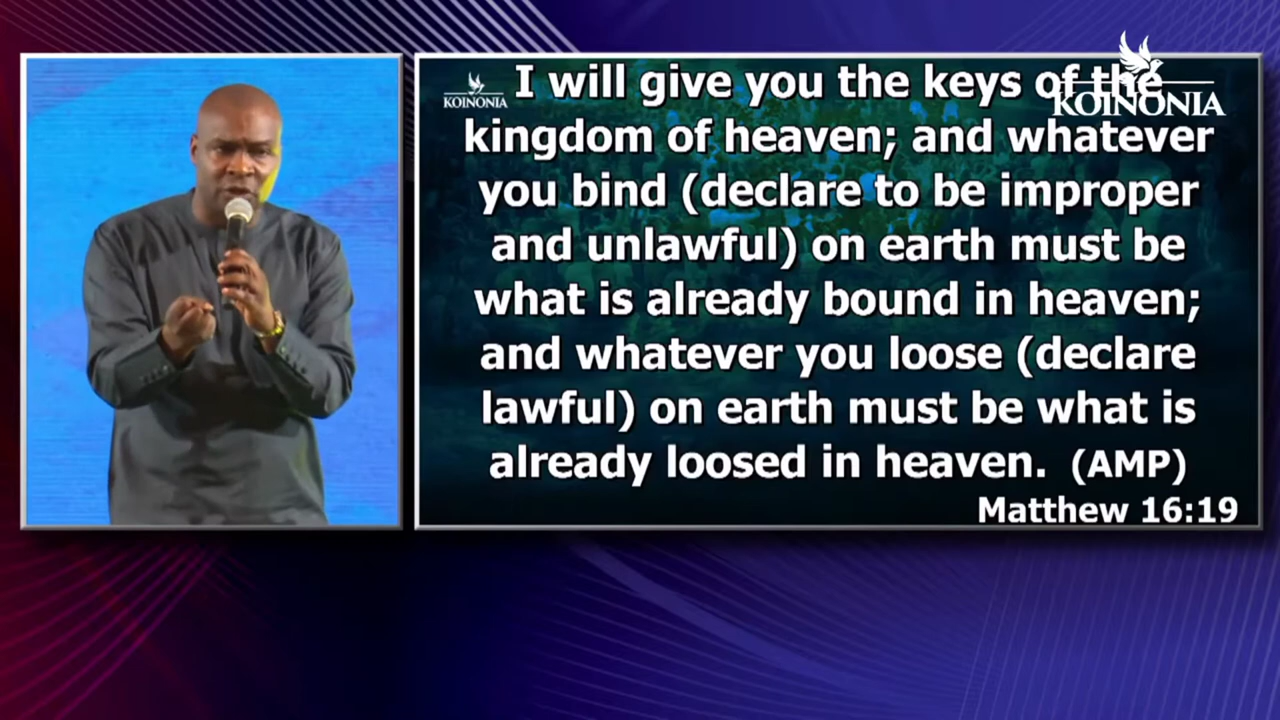 KOINONIA
I will give you the keys of the
KOINONIA
kingdom of heaven; and whatever
you bind (declare to be improper
and unlawful) on earth must be
what is already bound in heaven;
and whatever you loose (declare
lawful) on earth must be what is
already loosed in heaven. (AMP)
Matthew 16:19